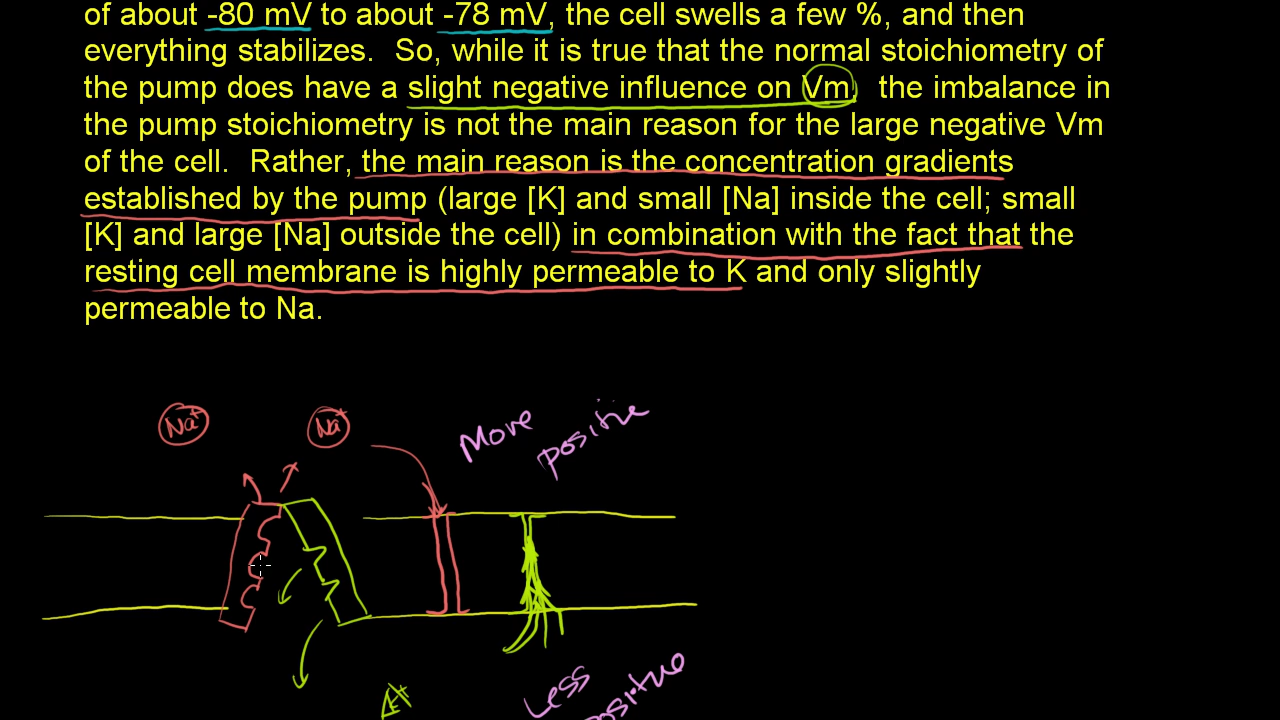 of about -80 mV to about -78 mV, the cell swells a few %, and then
everything stabilizes. So, while it is true that the normal stoichiometry of
the pump does have a slight negative influence on Vm, the imbalance in
the pump stoichiometry is not the main reason for the large negative Vm
of the cell. Rather, the main reason is the concentration gradients
established by the pump (large [K] and small [Na] inside the cell; small
[K] and large [Na] outside the cell) in combination with the fact that the
resting cell membrane is highly permeable to K and only slightly
permeable to Na.
Na+ Na+
More
positive
Less
positive